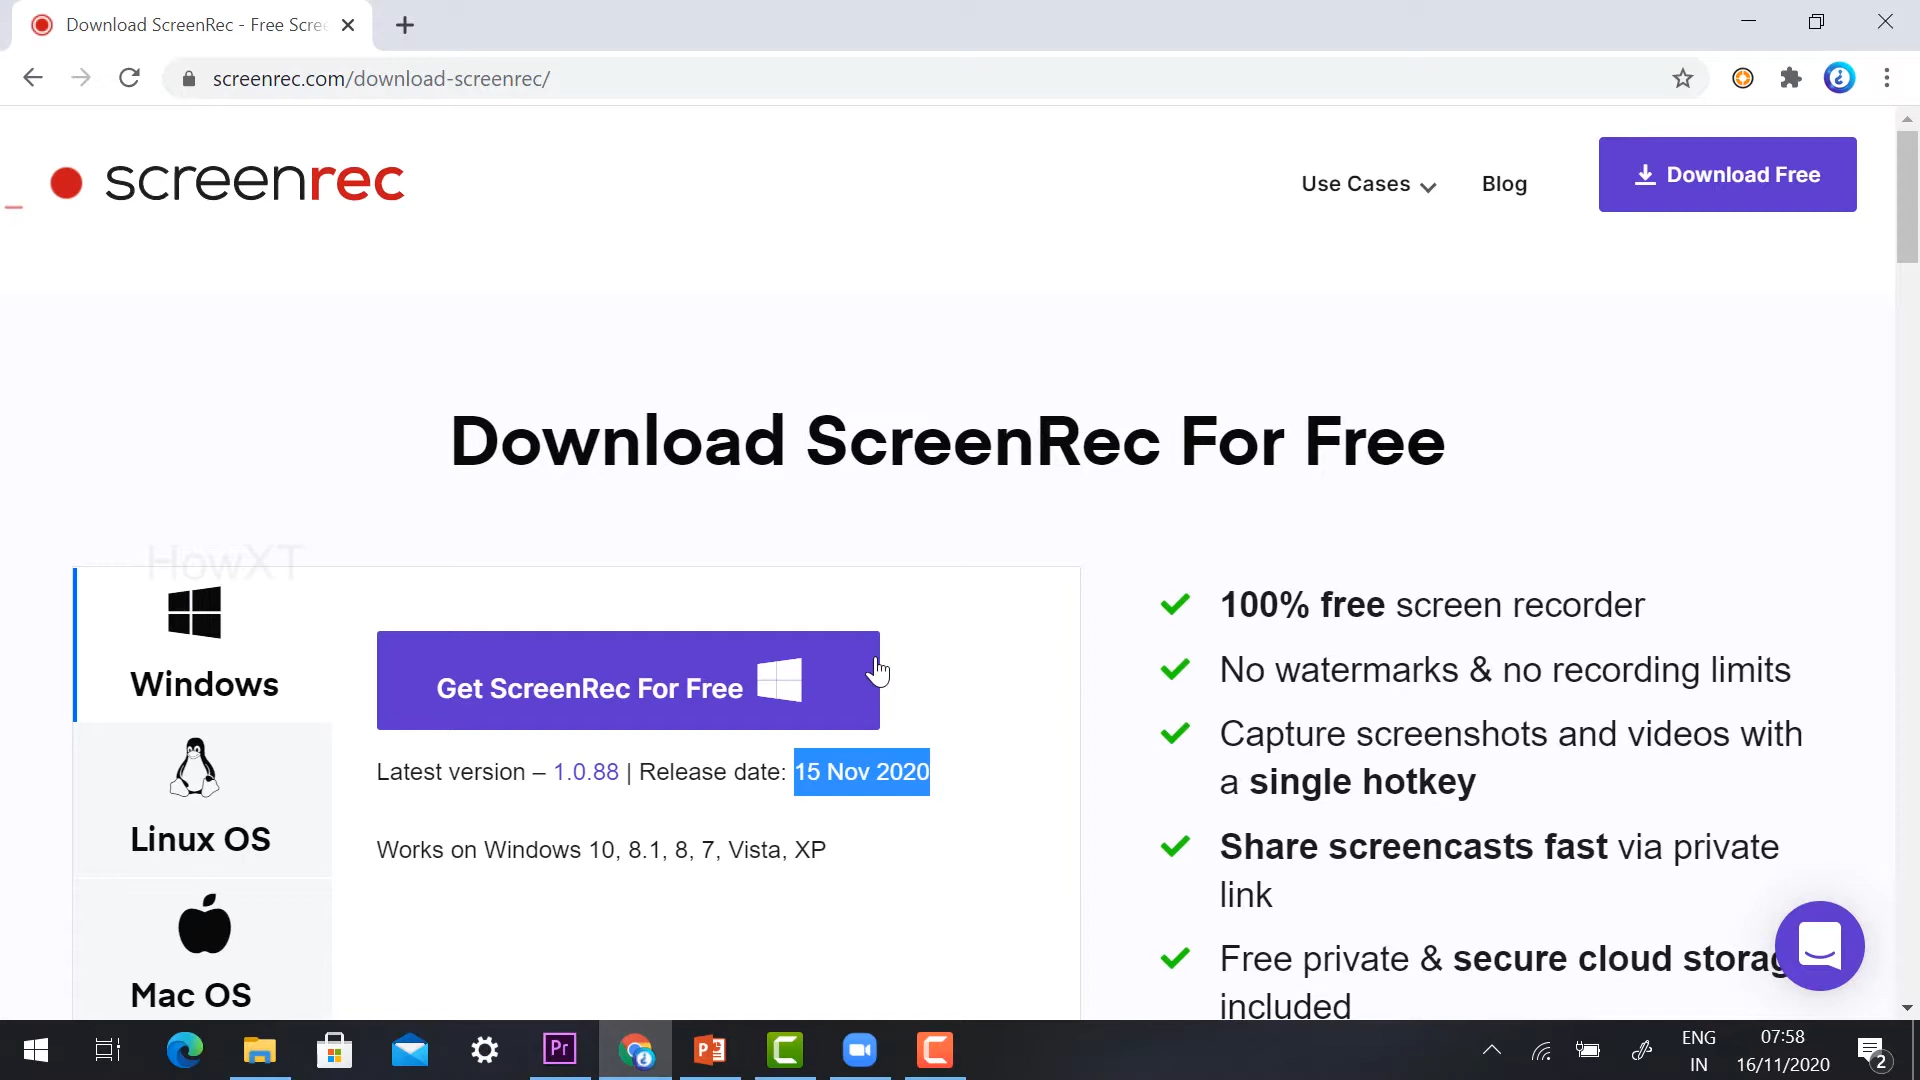 Download ScreenRec - Free Scree
screenrec.com/download-screenrec/
screenrec
Use Cases
Blog
Download Free
Download ScreenRec For Free
HowXT
Windows
Get ScreenRec For Free
Latest version – 1.0.88 | Release date: 15 Nov 2020
Works on Windows 10, 8.1, 8, 7, Vista, XP
Linux OS
Mac OS
100% free screen recorder
No watermarks & no recording limits
Capture screenshots and videos with
a single hotkey
Share screencasts fast via private
link
Free private & secure cloud storag
included
Pr
ENG
IN
07:58
16/11/2020
2